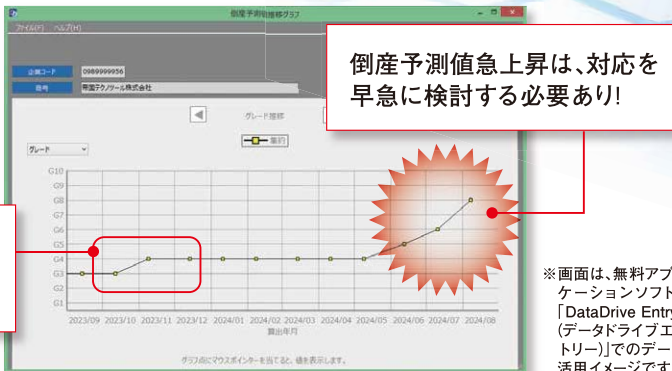 倒産予測値推移グラフ
ファイル(F) ヘルプ(H)
企業コード 0989999936
商号 帝国テクノツール株式会社
倒産予測値急上昇は、対応を
早急に検討する必要あり!
グレード推移
集約
グレード
G10
G9
G8
G7
G6
G5
G4
G3
G2
G1
2023/09 2023/10 2023/11 2023/12 2024/01 2024/02 2024/03 2024/04 2024/05 2024/06 2024/07 2024/08
算出年月
グラフ点にマウスポインターを当てると、値を表示します。
※画面は、無料アプ
ケーションソフト
「DataDrive Entry
(データドライブエ
トリー)」でのデー
活用イメージです